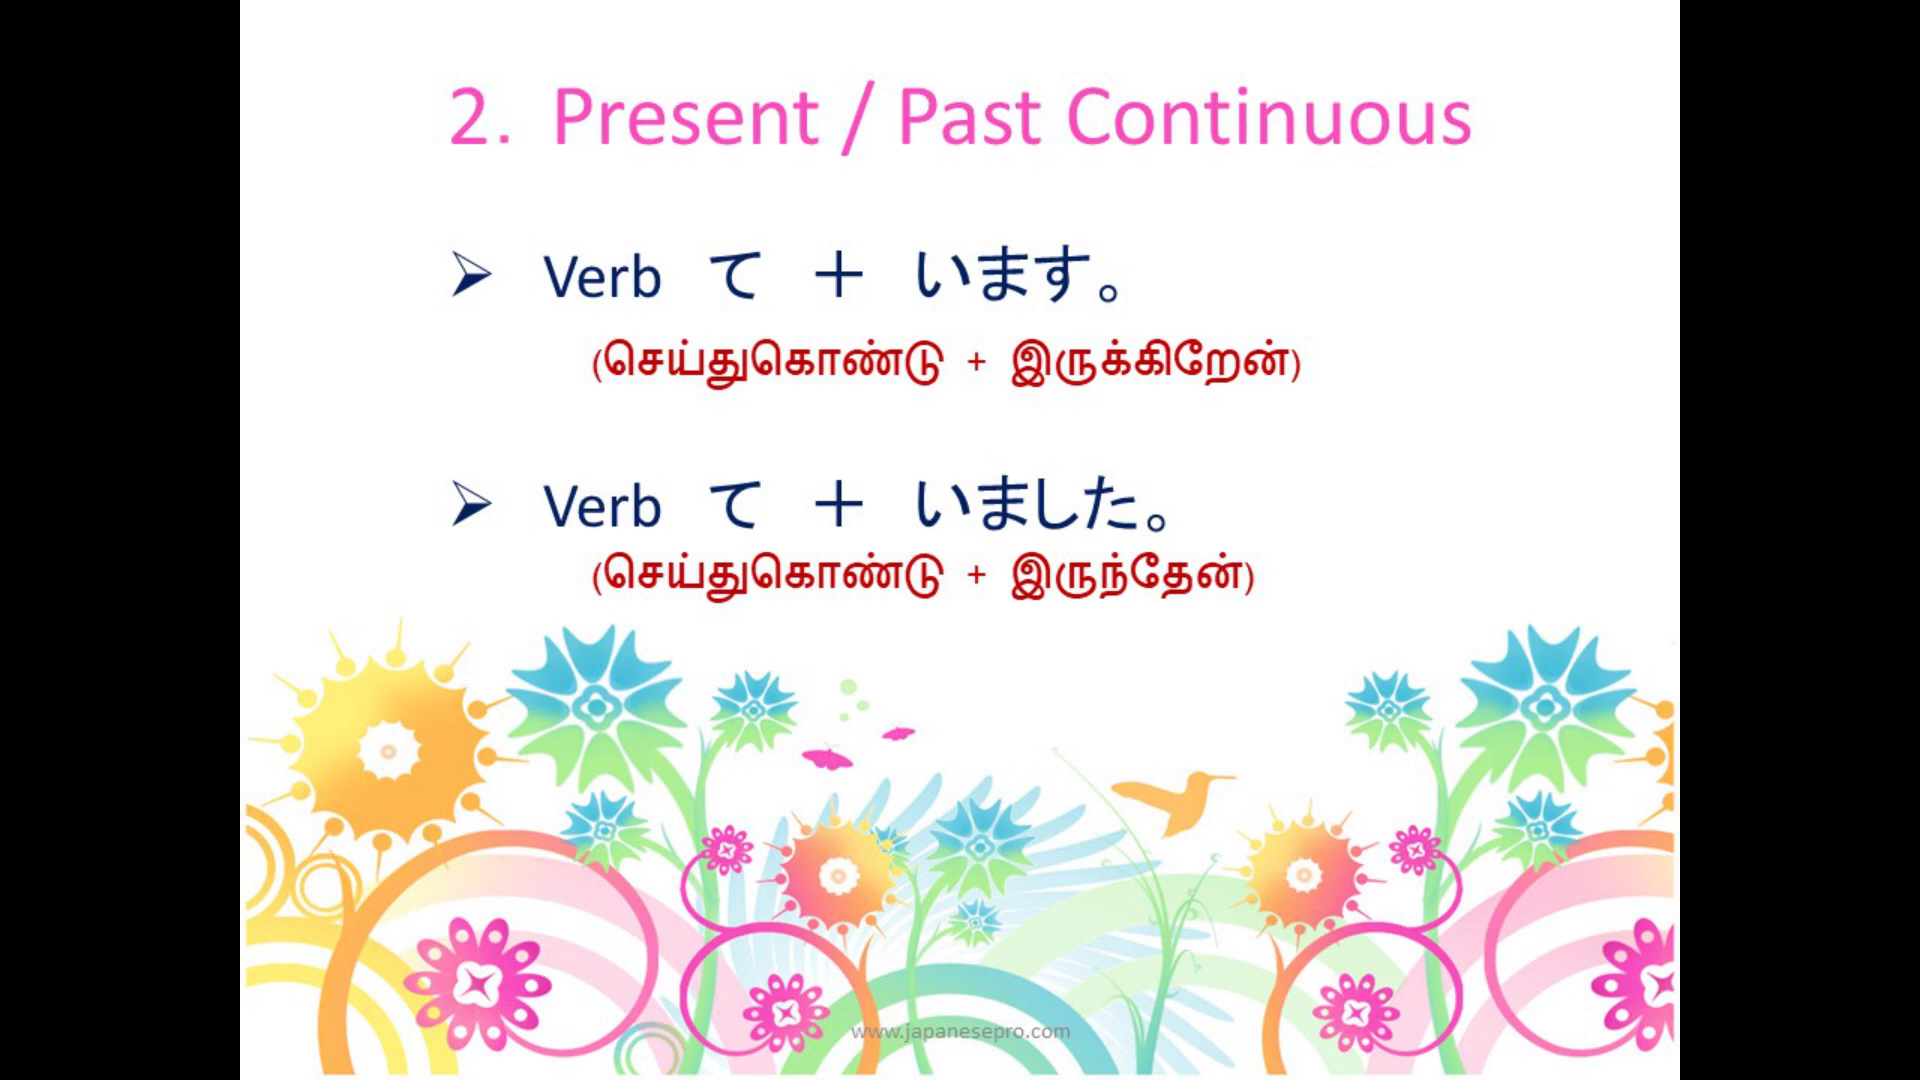 2. Present / Past Continuous
➢ Verb て ＋ います。
(செய்துகொண்டு + இருக்கிறேன்)
➢ Verb て ＋ いました。
(செய்துகொண்டு + இருந்தேன்)
www.japanesepro.com